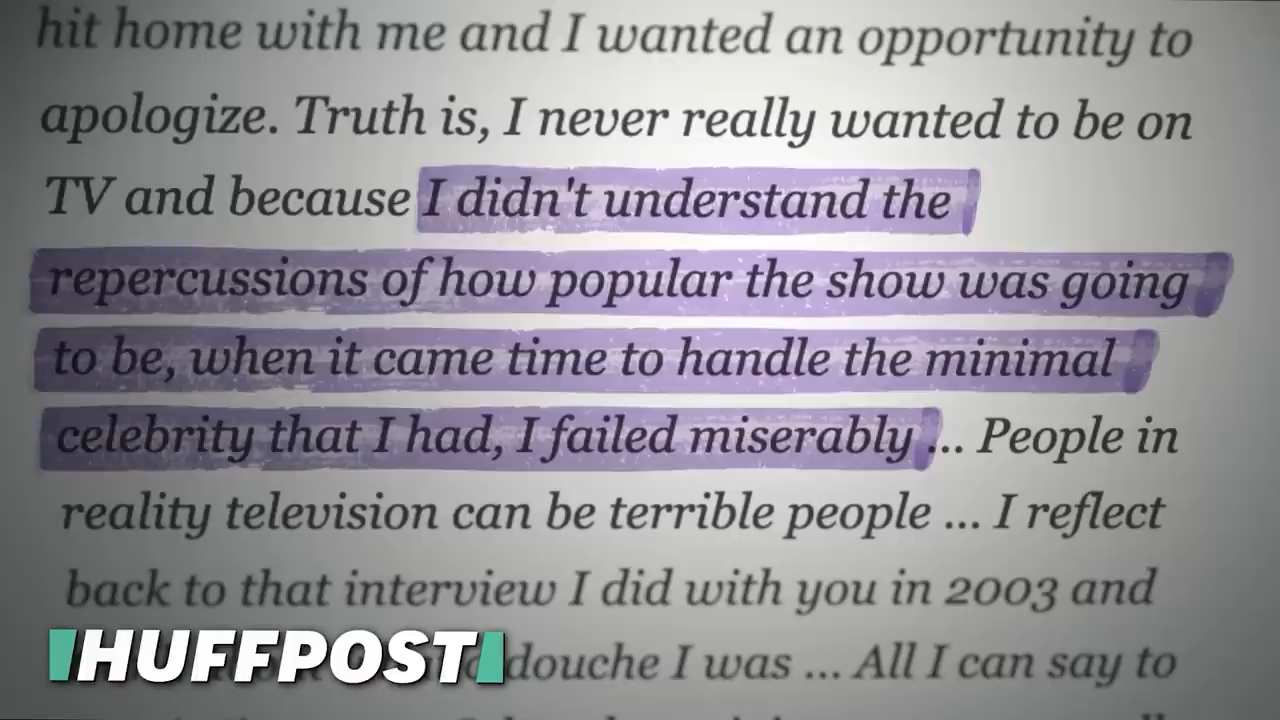 hit home with me and I wanted an opportunity to
apologize. Truth is, I never really wanted to be on
TV and because I didn't understand the
repercussions of how popular the show was going
to be, when it came time to handle the minimal
celebrity that I had, I failed miserably ... People in
reality television can be terrible people ... I reflect
back to that interview I did with you in 2003 and
HUFFPOST
douche I was ... All I can say to